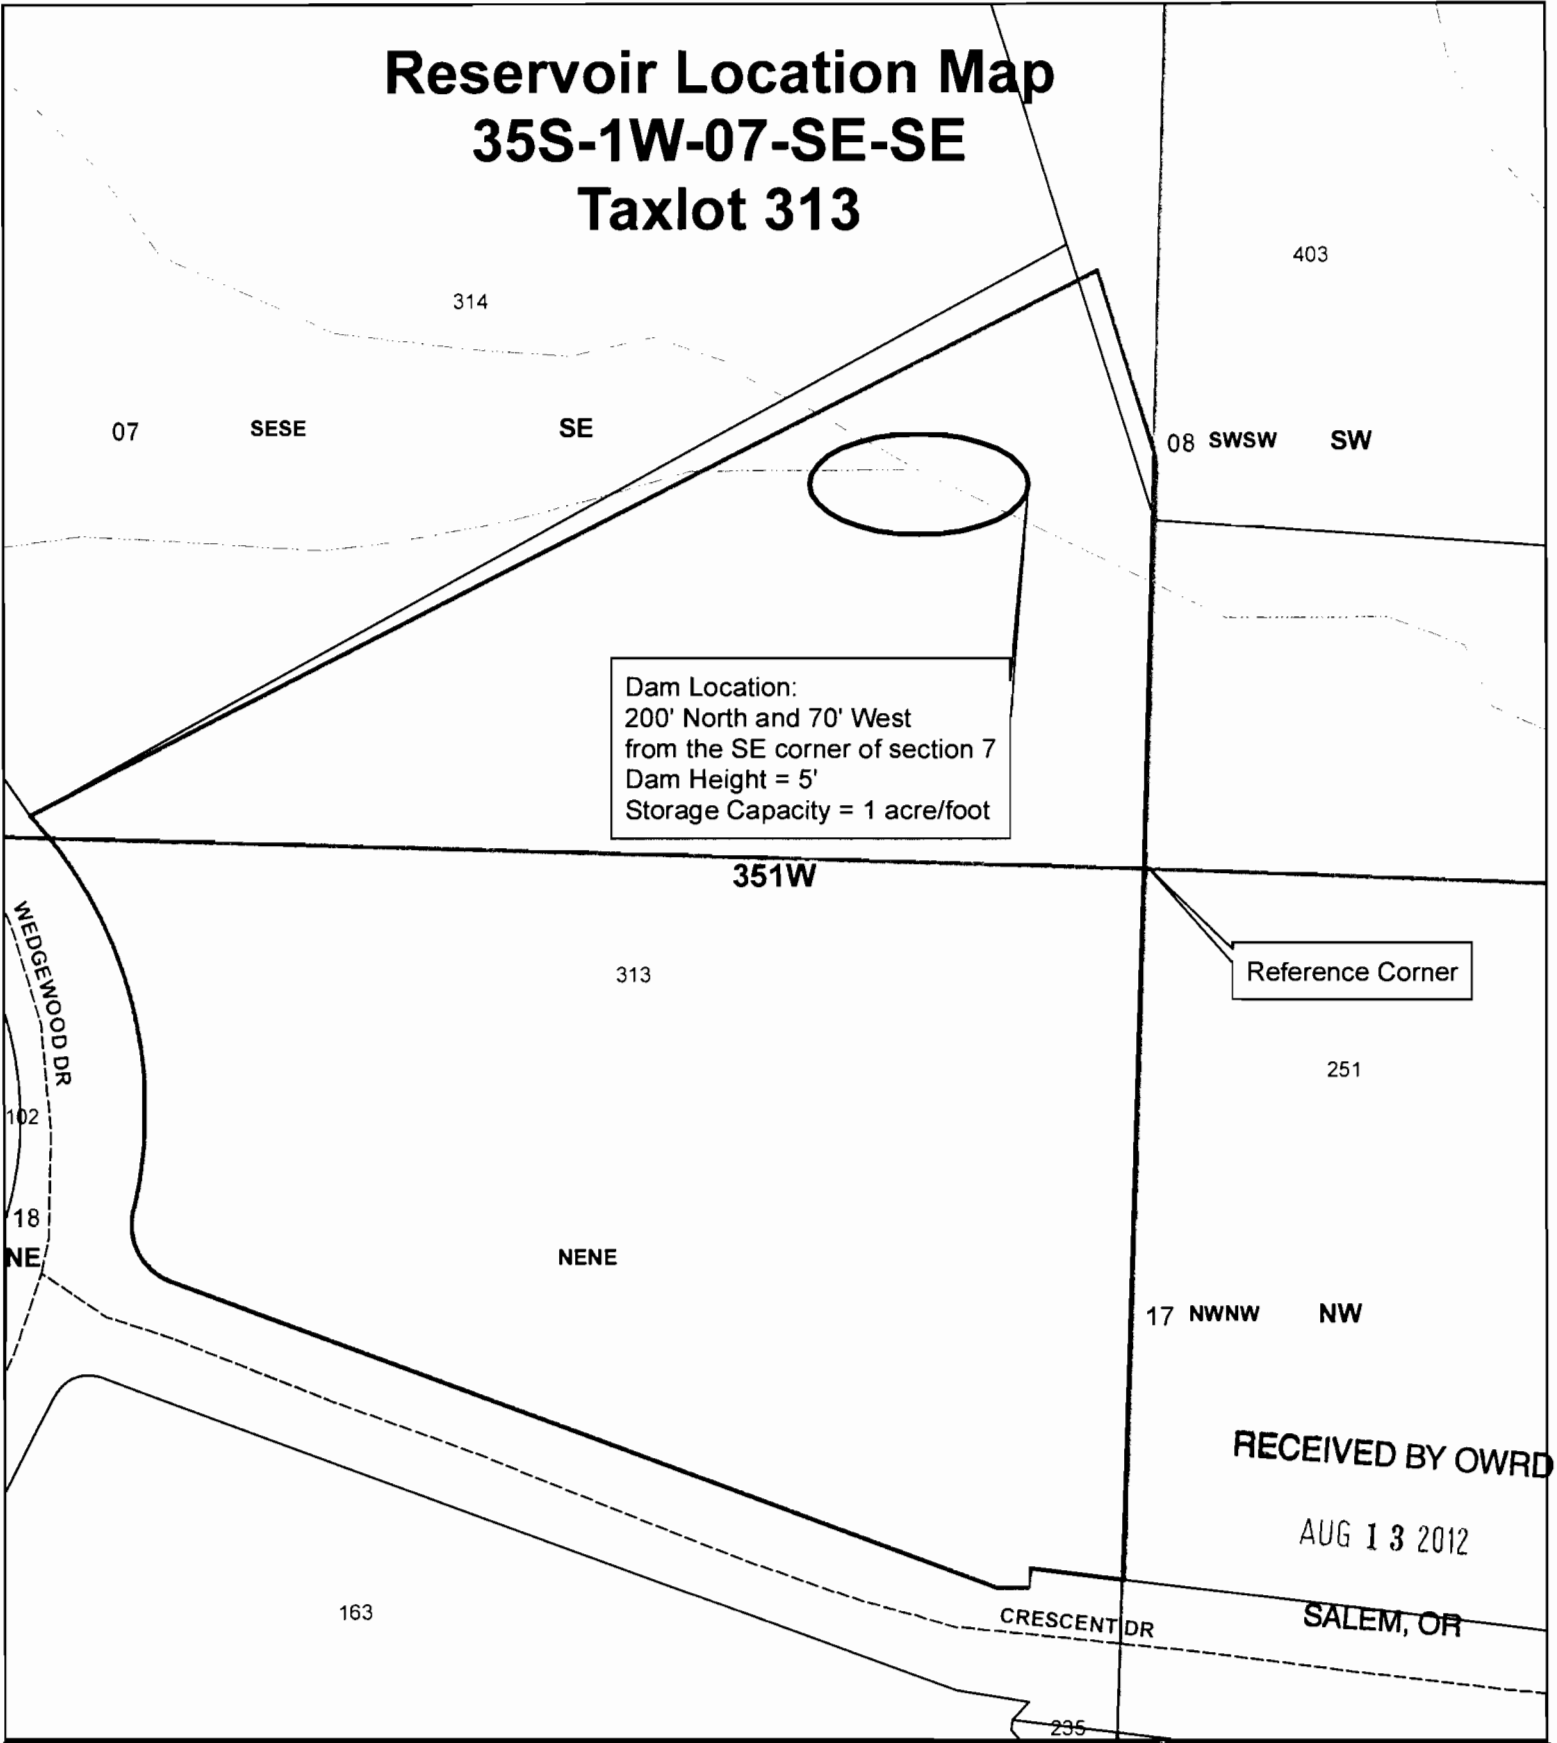 Reservoir Location Map
35S-1W-07-SE-SE
Taxlot 313
403
314
07 SESE SE
08 SWSW SW
Dam Location:
200' North and 70' West
from the SE corner of section 7
Dam Height = 5'
Storage Capacity = 1 acre/foot
351W
WEDGEWOOD DR
313
Reference Corner
251
102
18
NE
NENE
17 NWNW NW
RECEIVED BY OWRD
AUG 13 2012
SALEM, OR
163
CRESCENT DR
235